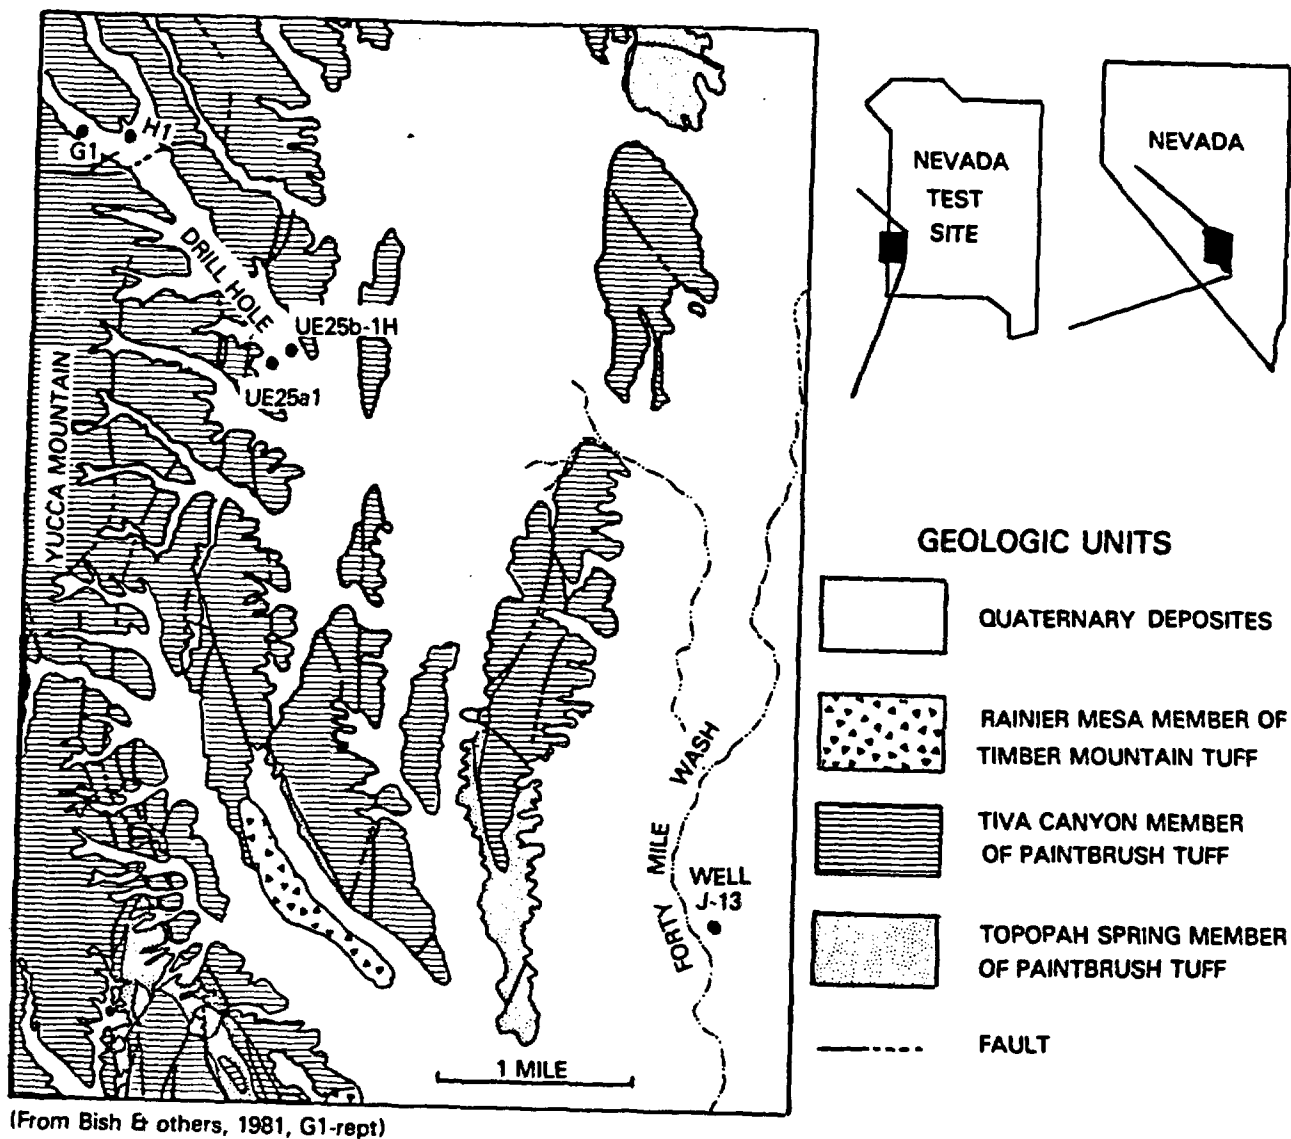 G1
H1
DRILL HOLE
UE25b-1H
UE25a1
YUCCA MOUNTAIN
D
FORTY MILE WASH
WELL
J-13
1 MILE
(From Bish & others, 1981, G1-rept)
NEVADA
TEST
SITE
NEVADA
GEOLOGIC UNITS
QUATERNARY DEPOSITES
RAINIER MESA MEMBER OF
TIMBER MOUNTAIN TUFF
TIVA CANYON MEMBER
OF PAINTBRUSH TUFF
TOPOPAH SPRING MEMBER
OF PAINTBRUSH TUFF
FAULT